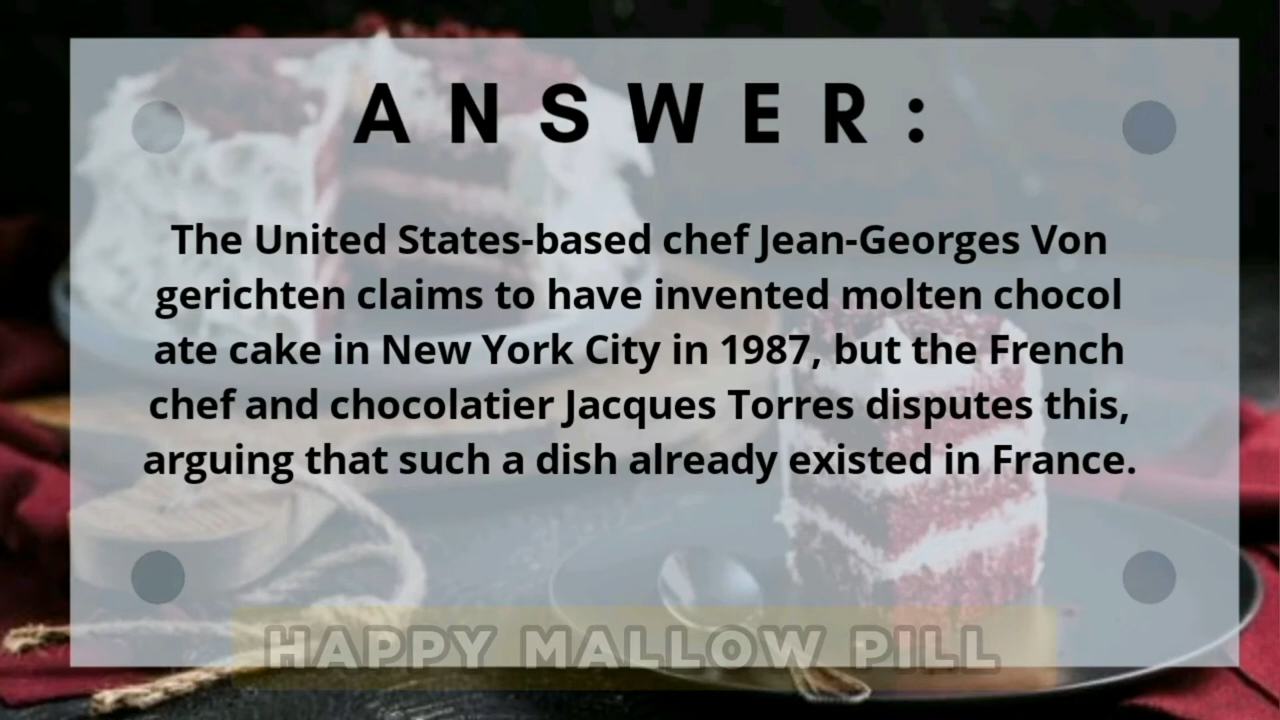 ANSWER:
The United States-based chef Jean-Georges Von
gerichten claims to have invented molten chocol
ate cake in New York City in 1987, but the French
chef and chocolatier Jacques Torres disputes this,
arguing that such a dish already existed in France.
HAPPY MALLOW PILL